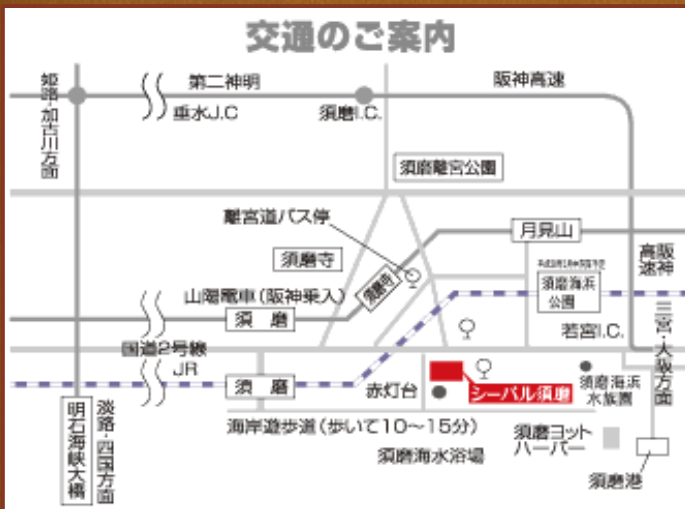 交通のご案内
姫路・加古川方面
第二神明
阪神高速
垂水J.C
須磨I.C.
須磨離宮公園
離宮道バス停
月見山
須磨寺
須磨寺
阪神高速
須磨海浜
公園
山陽電車(阪神乗入)
須磨
若宮I.C.
三宮・大阪方面
国道2号線
JR
須磨
赤灯台
シーパル須磨
須磨海浜
水族園
明石海峡大橋
淡路・四国方面
海岸遊歩道(歩いて10〜15分)
須磨海水浴場
須磨ヨット
ハーバー
須磨港